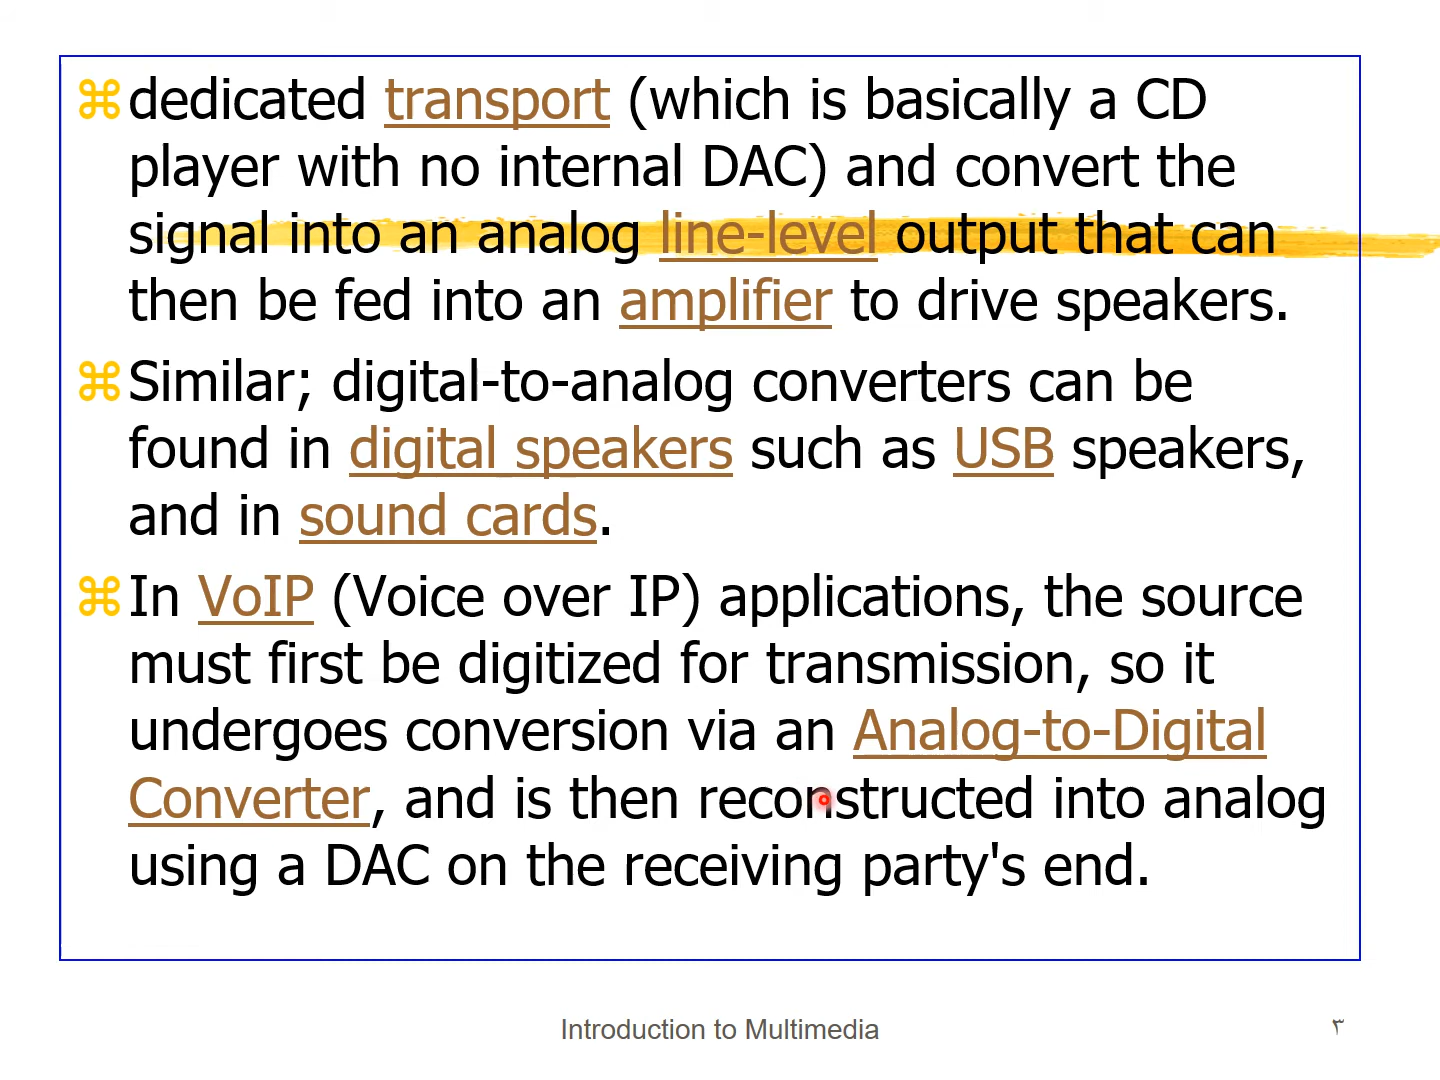 ⌘dedicated transport (which is basically a CD
player with no internal DAC) and convert the
signal into an analog line-level output that can
then be fed into an amplifier to drive speakers.
⌘Similar; digital-to-analog converters can be
found in digital speakers such as USB speakers,
and in sound cards.
⌘In VoIP (Voice over IP) applications, the source
must first be digitized for transmission, so it
undergoes conversion via an Analog-to-Digital
Converter, and is then reconstructed into analog
using a DAC on the receiving party's end.
Introduction to Multimedia
٣